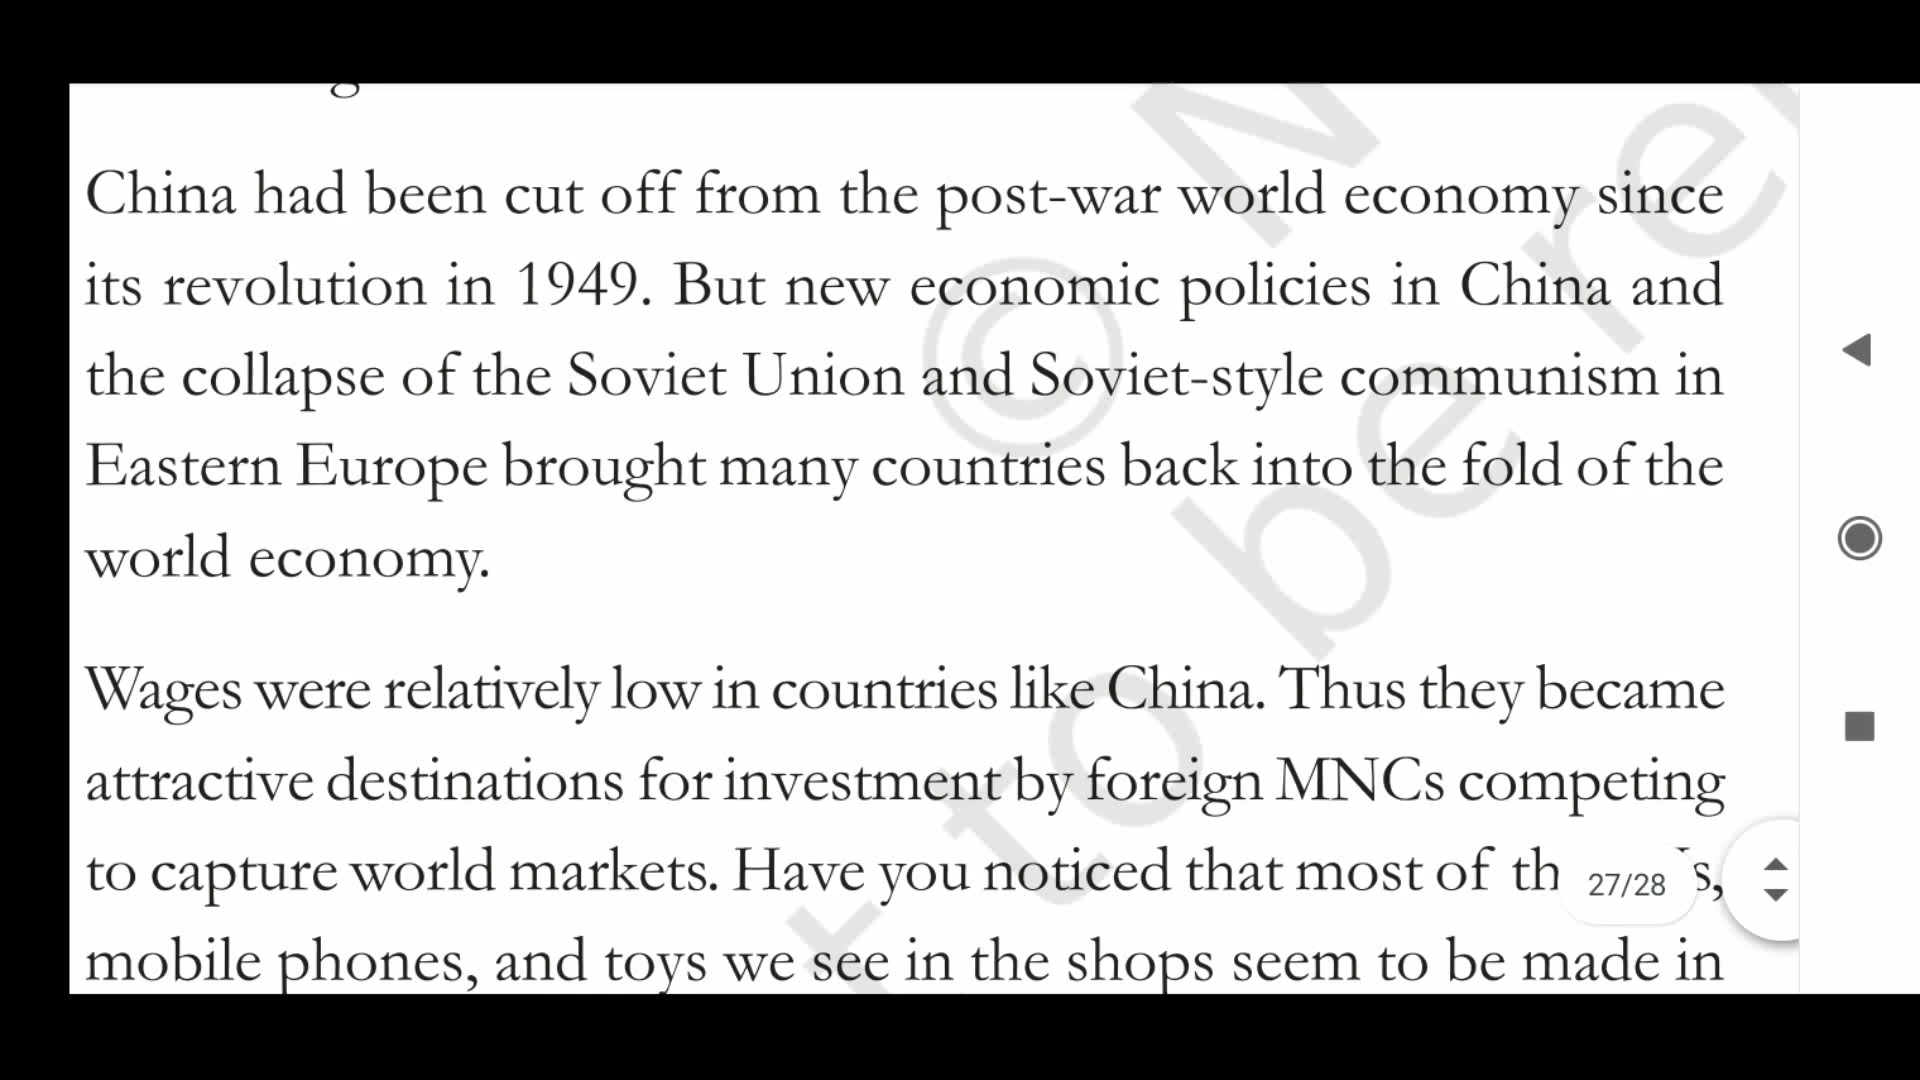 China had been cut off from the post-war world economy since
its revolution in 1949. But new economic policies in China and
the collapse of the Soviet Union and Soviet-style communism in
Eastern Europe brought many countries back into the fold of the
world economy.
Wages were relatively low in countries like China. Thus they became
attractive destinations for investment by foreign MNCs competing
to capture world markets. Have you noticed that most of
27/28
mobile phones, and toys we see in the shops seem to be made in
© N
to be re